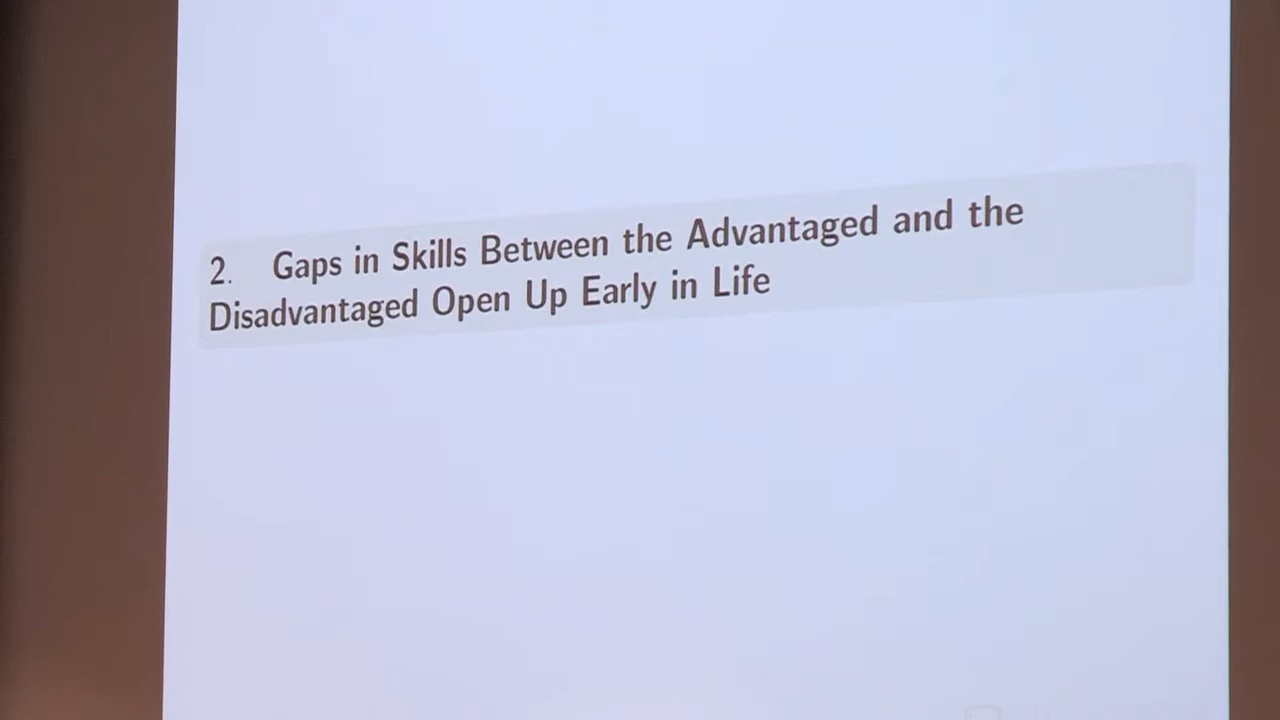 2. Gaps in Skills Between the Advantaged and the
Disadvantaged Open Up Early in Life